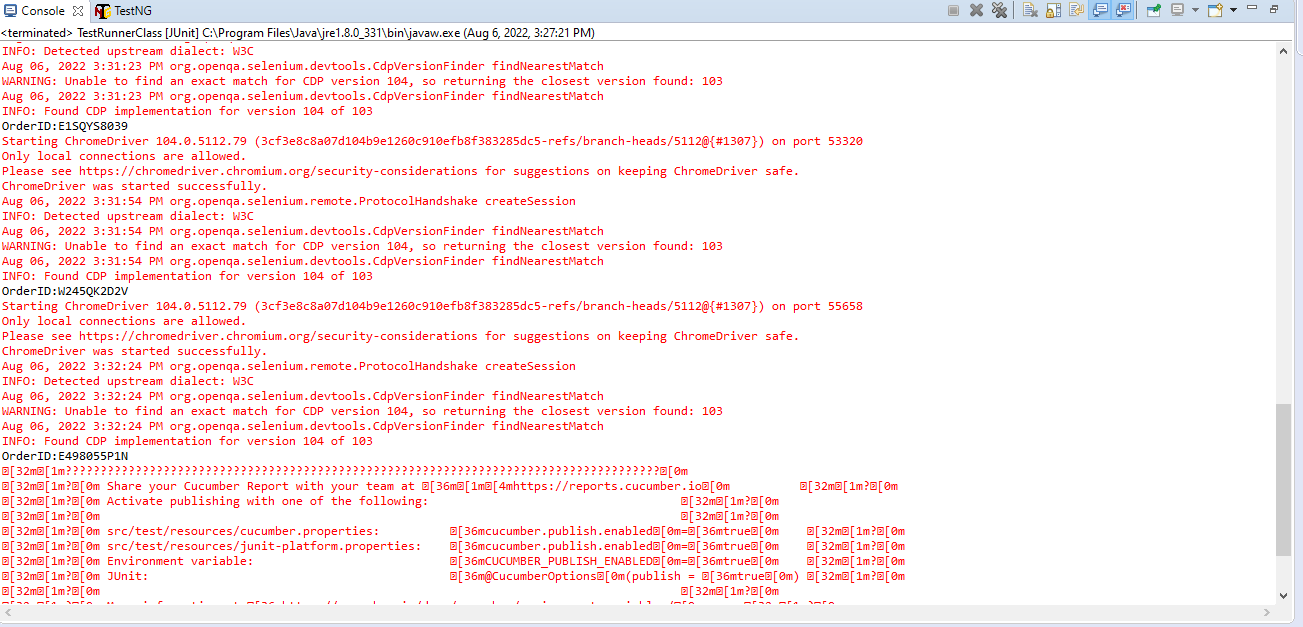 Console TestNG
<terminated> TestRunnerClass [JUnit] C:\Program Files\Java\jre1.8.0_331\bin\javaw.exe (Aug 6, 2022, 3:27:21 PM)
INFO: Detected upstream dialect: W3C
Aug 06, 2022 3:31:23 PM org.openqa.selenium.devtools.CdpVersionFinder findNearestMatch
WARNING: Unable to find an exact match for CDP version 104, so returning the closest version found: 103
Aug 06, 2022 3:31:23 PM org.openqa.selenium.devtools.CdpVersionFinder findNearestMatch
INFO: Found CDP implementation for version 104 of 103
OrderID:E1SQYS8039
Starting ChromeDriver 104.0.5112.79 (3cf3e8c8a07d104b9e1260c910efb8f383285dc5-refs/branch-heads/5112@{#1307}) on port 53320
Only local connections are allowed.
Please see https://chromedriver.chromium.org/security-considerations for suggestions on keeping ChromeDriver safe.
ChromeDriver was started successfully.
Aug 06, 2022 3:31:54 PM org.openqa.selenium.remote.ProtocolHandshake createSession
INFO: Detected upstream dialect: W3C
Aug 06, 2022 3:31:54 PM org.openqa.selenium.devtools.CdpVersionFinder findNearestMatch
WARNING: Unable to find an exact match for CDP version 104, so returning the closest version found: 103
Aug 06, 2022 3:31:54 PM org.openqa.selenium.devtools.CdpVersionFinder findNearestMatch
INFO: Found CDP implementation for version 104 of 103
OrderID:W245QK2D2V
Starting ChromeDriver 104.0.5112.79 (3cf3e8c8a07d104b9e1260c910efb8f383285dc5-refs/branch-heads/5112@{#1307}) on port 55658
Only local connections are allowed.
Please see https://chromedriver.chromium.org/security-considerations for suggestions on keeping ChromeDriver safe.
ChromeDriver was started successfully.
Aug 06, 2022 3:32:24 PM org.openqa.selenium.remote.ProtocolHandshake createSession
INFO: Detected upstream dialect: W3C
Aug 06, 2022 3:32:24 PM org.openqa.selenium.devtools.CdpVersionFinder findNearestMatch
WARNING: Unable to find an exact match for CDP version 104, so returning the closest version found: 103
Aug 06, 2022 3:32:24 PM org.openqa.selenium.devtools.CdpVersionFinder findNearestMatch
INFO: Found CDP implementation for version 104 of 103
OrderID:E498055P1N
[32m[1m?????????????????????????????????????????????????????????????????????????????????????[0m
[32m[1m?[0m Share your Cucumber Report with your team at [36m[1m[4mhttps://reports.cucumber.io[0m [32m[1m?[0m
[32m[1m?[0m Activate publishing with one of the following: [32m[1m?[0m
[32m[1m?[0m [32m[1m?[0m
[32m[1m?[0m src/test/resources/cucumber.properties: [36mcucumber.publish.enabled[0m=[36mtrue[0m [32m[1m?[0m
[32m[1m?[0m src/test/resources/junit-platform.properties: [36mcucumber.publish.enabled[0m=[36mtrue[0m [32m[1m?[0m
[32m[1m?[0m Environment variable: [36mCUCUMBER_PUBLISH_ENABLED[0m=[36mtrue[0m [32m[1m?[0m
[32m[1m?[0m JUnit: [36m@CucumberOptions[0m(publish = [36mtrue[0m) [32m[1m?[0m
[32m[1m?[0m [32m[1m?[0m